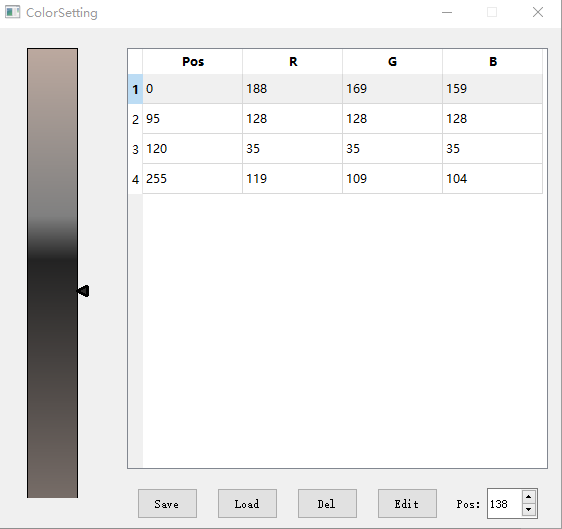 ColorSetting
Pos R G B
1 0 188 169 159
2 95 128 128 128
3 120 35 35 35
4 255 119 109 104
Save Load Del Edit Pos: 138